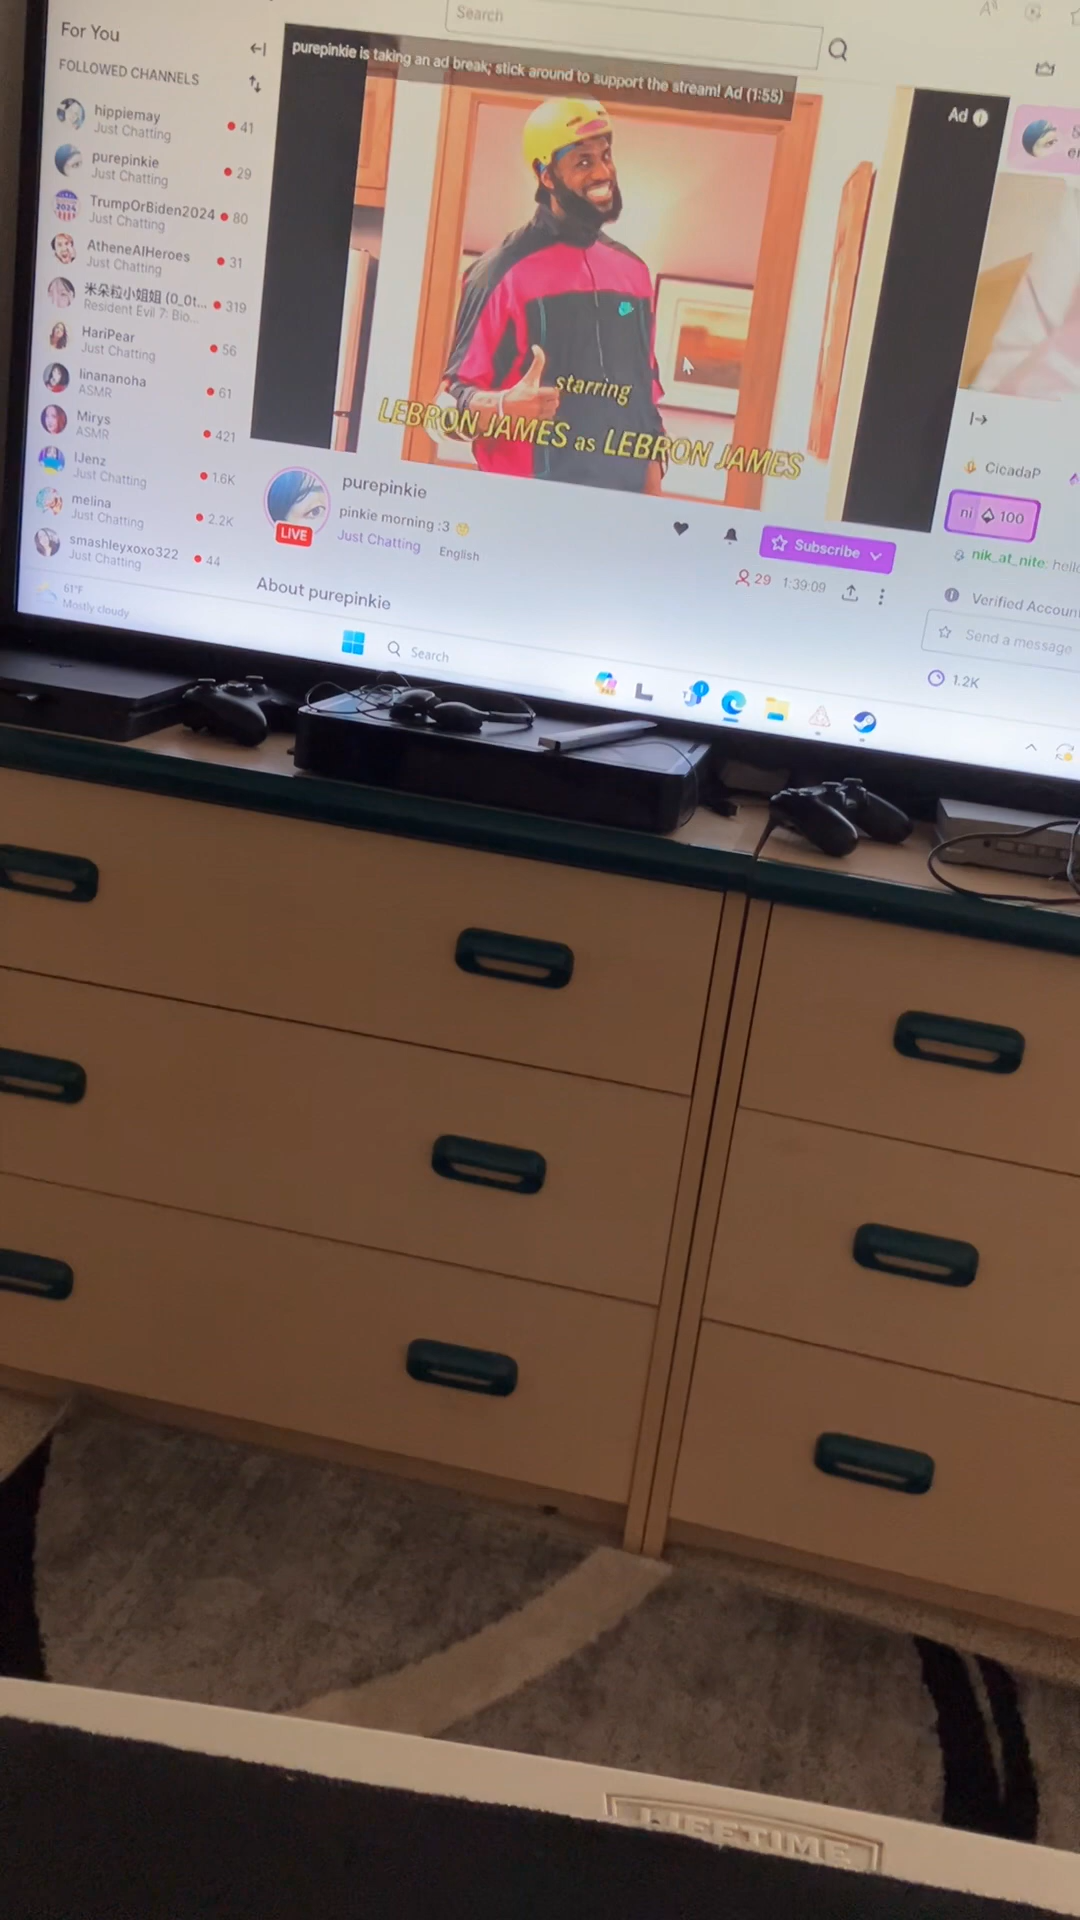 Search
For You
FOLLOWED CHANNELS
hippiemay
Just Chatting
41
purepinkie
Just Chatting
29
TrumpOrBiden2024
Just Chatting
80
AtheneAIHeroes
Just Chatting
31
米朵粒小姐姐 (0_0t...
Resident Evil 7: Bio...
319
HariPear
Just Chatting
56
linananoha
ASMR
61
Mirys
ASMR
421
IJenz
Just Chatting
1.6K
melina
Just Chatting
2.2K
smashleyxoxo322
Just Chatting
44
61°F
Mostly cloudy
purepinkie is taking an ad break; stick around to support the stream! Ad (1:55)
Ad
starring
LEBRON JAMES as LEBRON JAMES
LIVE
purepinkie
pinkie morning :3
Just Chatting
English
Subscribe
29
1:39:09
About purepinkie
CicadaP
ni 100
nik_at_nite: hello
Verified Accoun
Send a message
1.2K
Search
LIFETIME